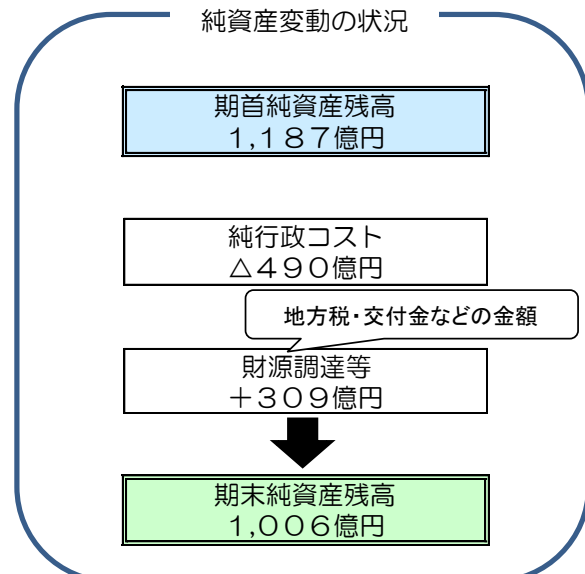 純資産変動の状況
期首純資産残高
１,１８７億円
純行政コスト
△４９０億円
地方税・交付金などの金額
財源調達等
＋３０９億円
期末純資産残高
１,００６億円